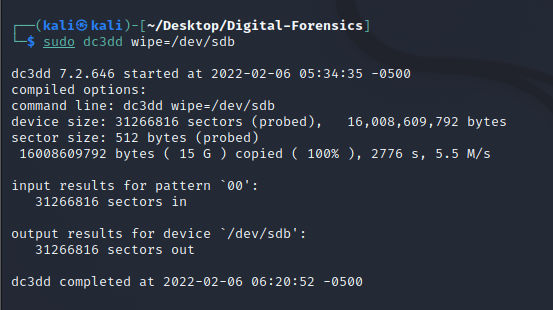 ┌──(kali㉿kali)-[~/Desktop/Digital-Forensics]
└─$ sudo dc3dd wipe=/dev/sdb
dc3dd 7.2.646 started at 2022-02-06 05:34:35 -0500
compiled options:
command line: dc3dd wipe=/dev/sdb
device size: 31266816 sectors (probed),   16,008,609,792 bytes
sector size: 512 bytes (probed)
 16008609792 bytes ( 15 G ) copied ( 100% ), 2776 s, 5.5 M/s
input results for pattern `00':
   31266816 sectors in
output results for device `/dev/sdb':
   31266816 sectors out
dc3dd completed at 2022-02-06 06:20:52 -0500